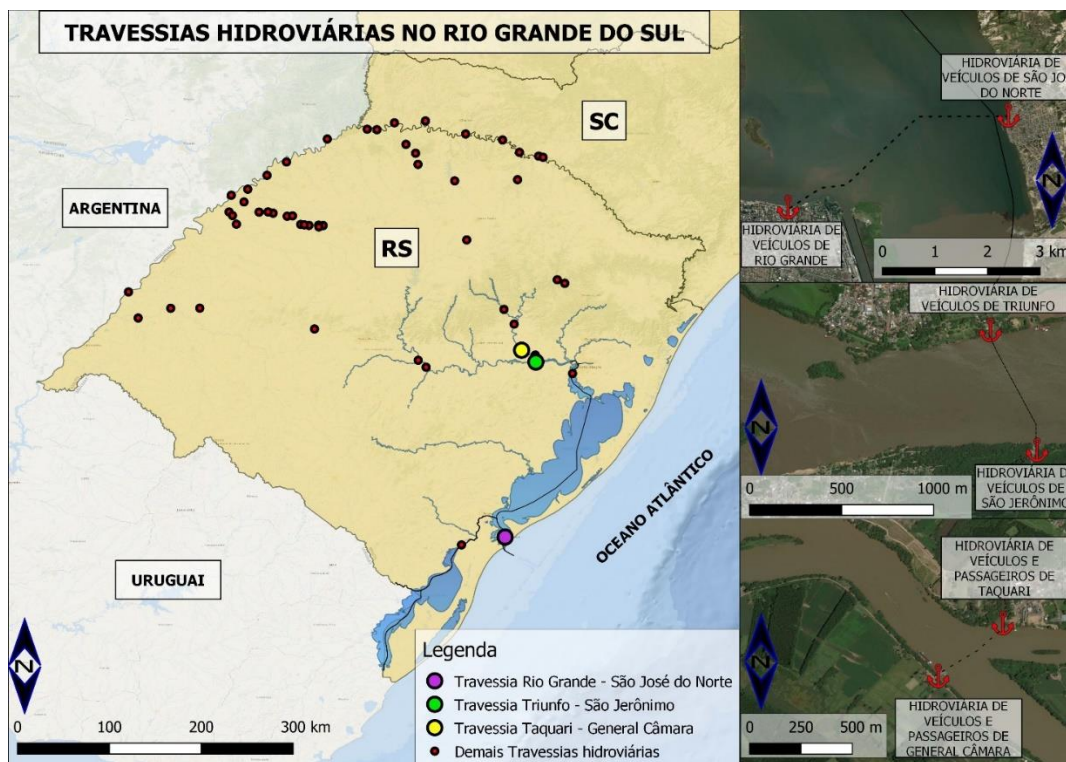 TRAVESSIAS HIDROVIÁRIAS NO RIO GRANDE DO SUL
SC
ARGENTINA
RS
OCEANO ATLÂNTICO
URUGUAI
N
0 100 200 300 km
Legenda
Travessia Rio Grande - São José do Norte
Travessia Triunfo - São Jerônimo
Travessia Taquari - General Câmara
Demais Travessias hidroviárias
HIDROVIÁRIA DE
VEÍCULOS DE SÃO JO
DO NORTE
N
HIDROVIÁRIA DE
VEÍCULOS DE
RIO GRANDE
0 1 2 3 km
HIDROVIÁRIA DE
VEÍCULOS DE TRIUNFO
N
HIDROVIÁRIA DE
VEÍCULOS DE
SÃO JERÔNIMO
0 500 1000 m
HIDROVIÁRIA DE
VEÍCULOS E
PASSAGEIROS DE
TAQUARI
N
HIDROVIÁRIA DE
VEÍCULOS E
PASSAGEIROS DE
GENERAL CÂMARA
0 250 500 m